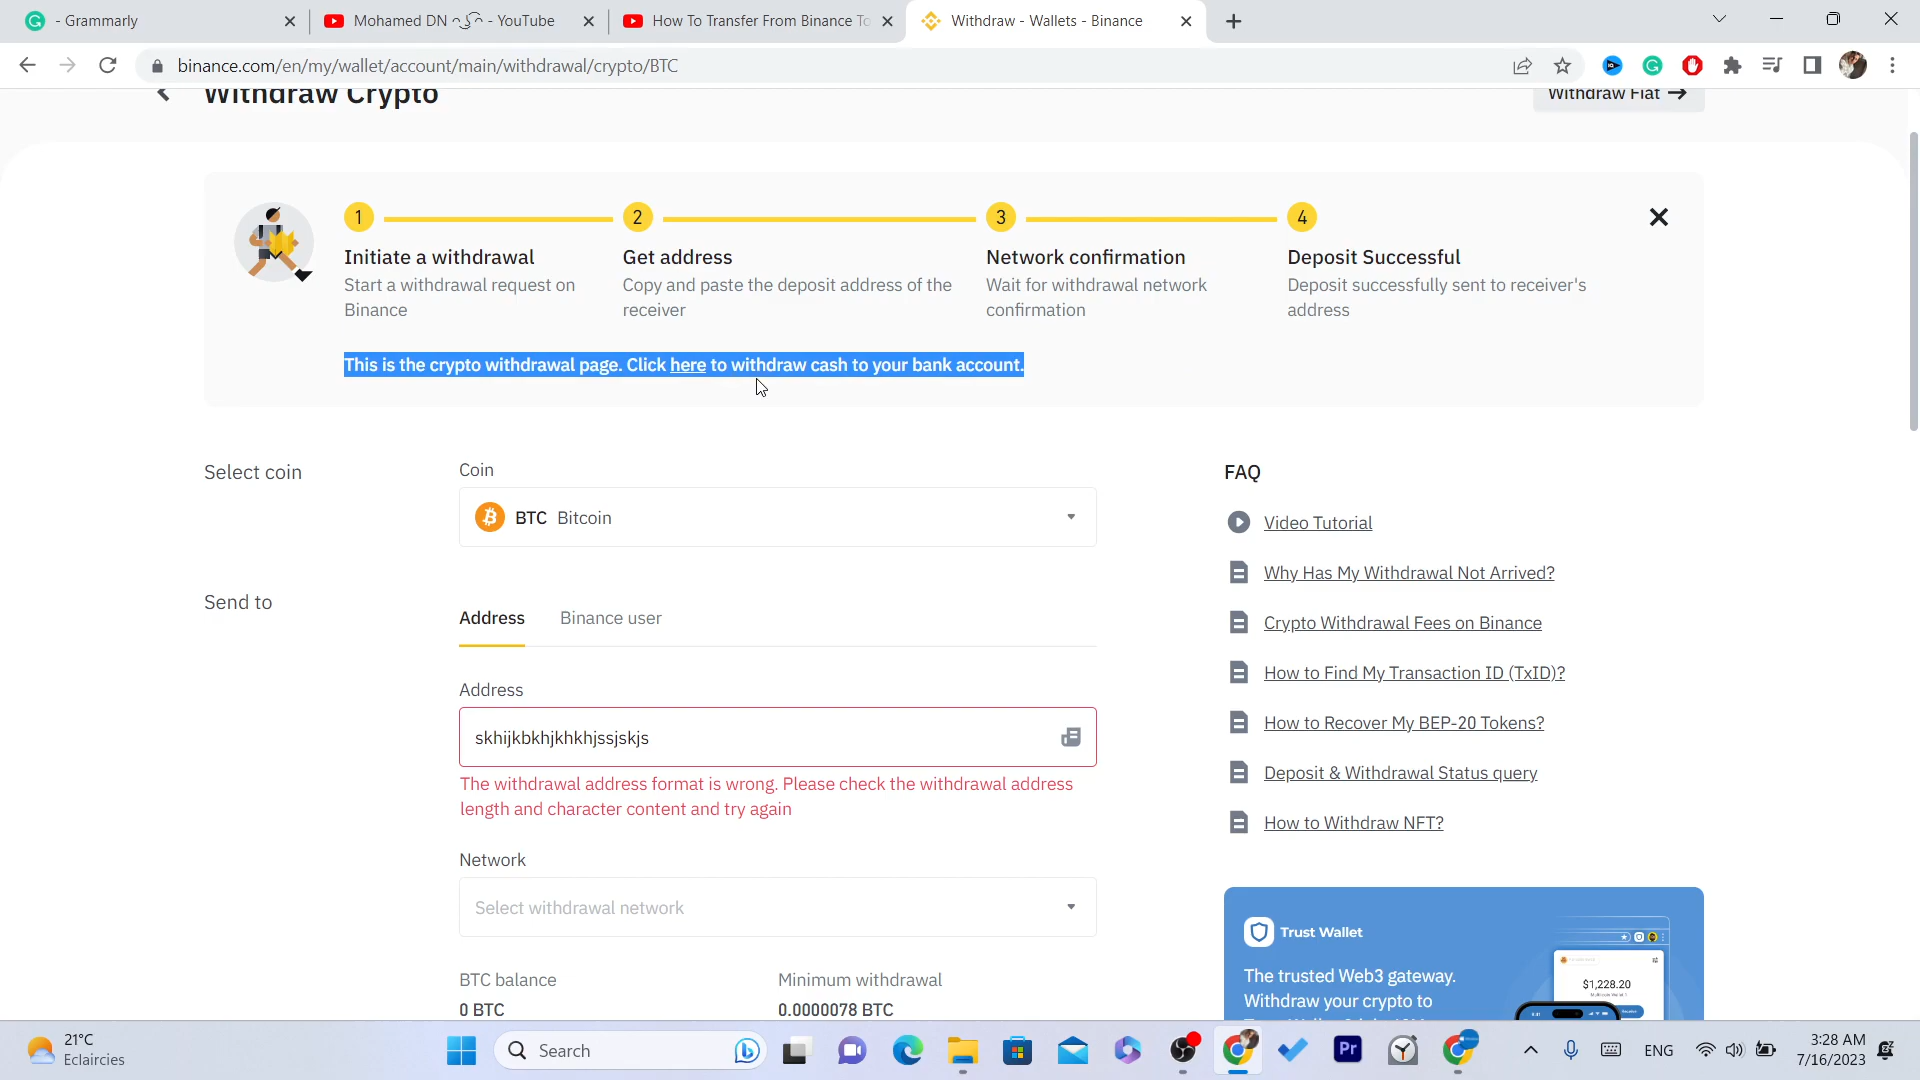 - Grammarly
Mohamed DN - YouTube
How To Transfer From Binance To
Withdraw - Wallets - Binance
binance.com/en/my/wallet/account/main/withdrawal/crypto/BTC
Withdraw Crypto
Withdraw Fiat →
1
2
3
4
Initiate a withdrawal
Get address
Network confirmation
Deposit Successful
Start a withdrawal request on
Binance
Copy and paste the deposit address of the
receiver
Wait for withdrawal network
confirmation
Deposit successfully sent to receiver's
address
This is the crypto withdrawal page. Click here to withdraw cash to your bank account.
Select coin
Coin
BTC Bitcoin
Send to
Address Binance user
Address
skhijkbkhjkhkhjssjskjs
The withdrawal address format is wrong. Please check the withdrawal address
length and character content and try again
Network
Select withdrawal network
BTC balance
0 BTC
Minimum withdrawal
0.0000078 BTC
FAQ
Video Tutorial
Why Has My Withdrawal Not Arrived?
Crypto Withdrawal Fees on Binance
How to Find My Transaction ID (TxID)?
How to Recover My BEP-20 Tokens?
Deposit & Withdrawal Status query
How to Withdraw NFT?
Trust Wallet
The trusted Web3 gateway.
Withdraw your crypto to
$1,228.20
21°C
Eclaircies
Search
Pr
ENG
3:28 AM
7/16/2023